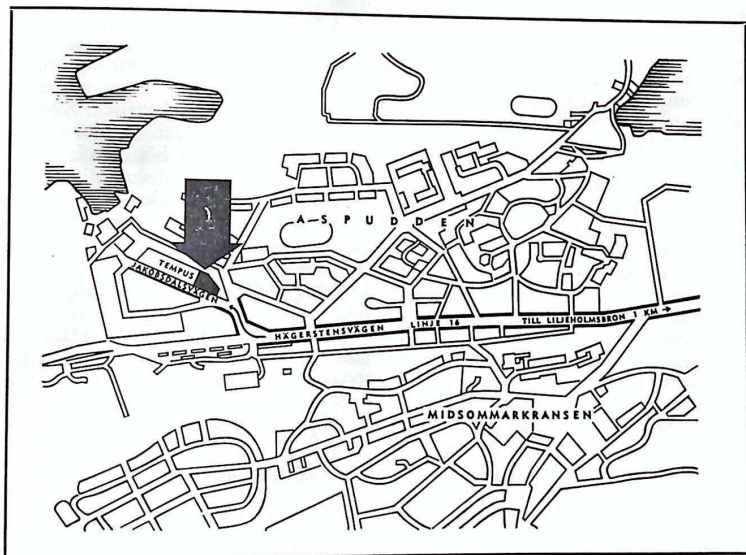 ASPUDDEN
TEMPUS
JAKOBSDALSVÄGEN
HÄGERSTENSVÄGEN LINJE 16 TILL LILJEHOLMSBRON 1 KM →
MIDSOMMARKRANSEN